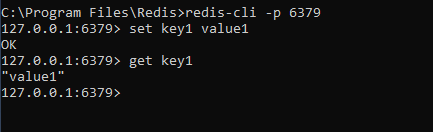 C:\Program Files\Redis>redis-cli -p 6379
127.0.0.1:6379> set key1 value1
OK
127.0.0.1:6379> get key1
"value1"
127.0.0.1:6379>